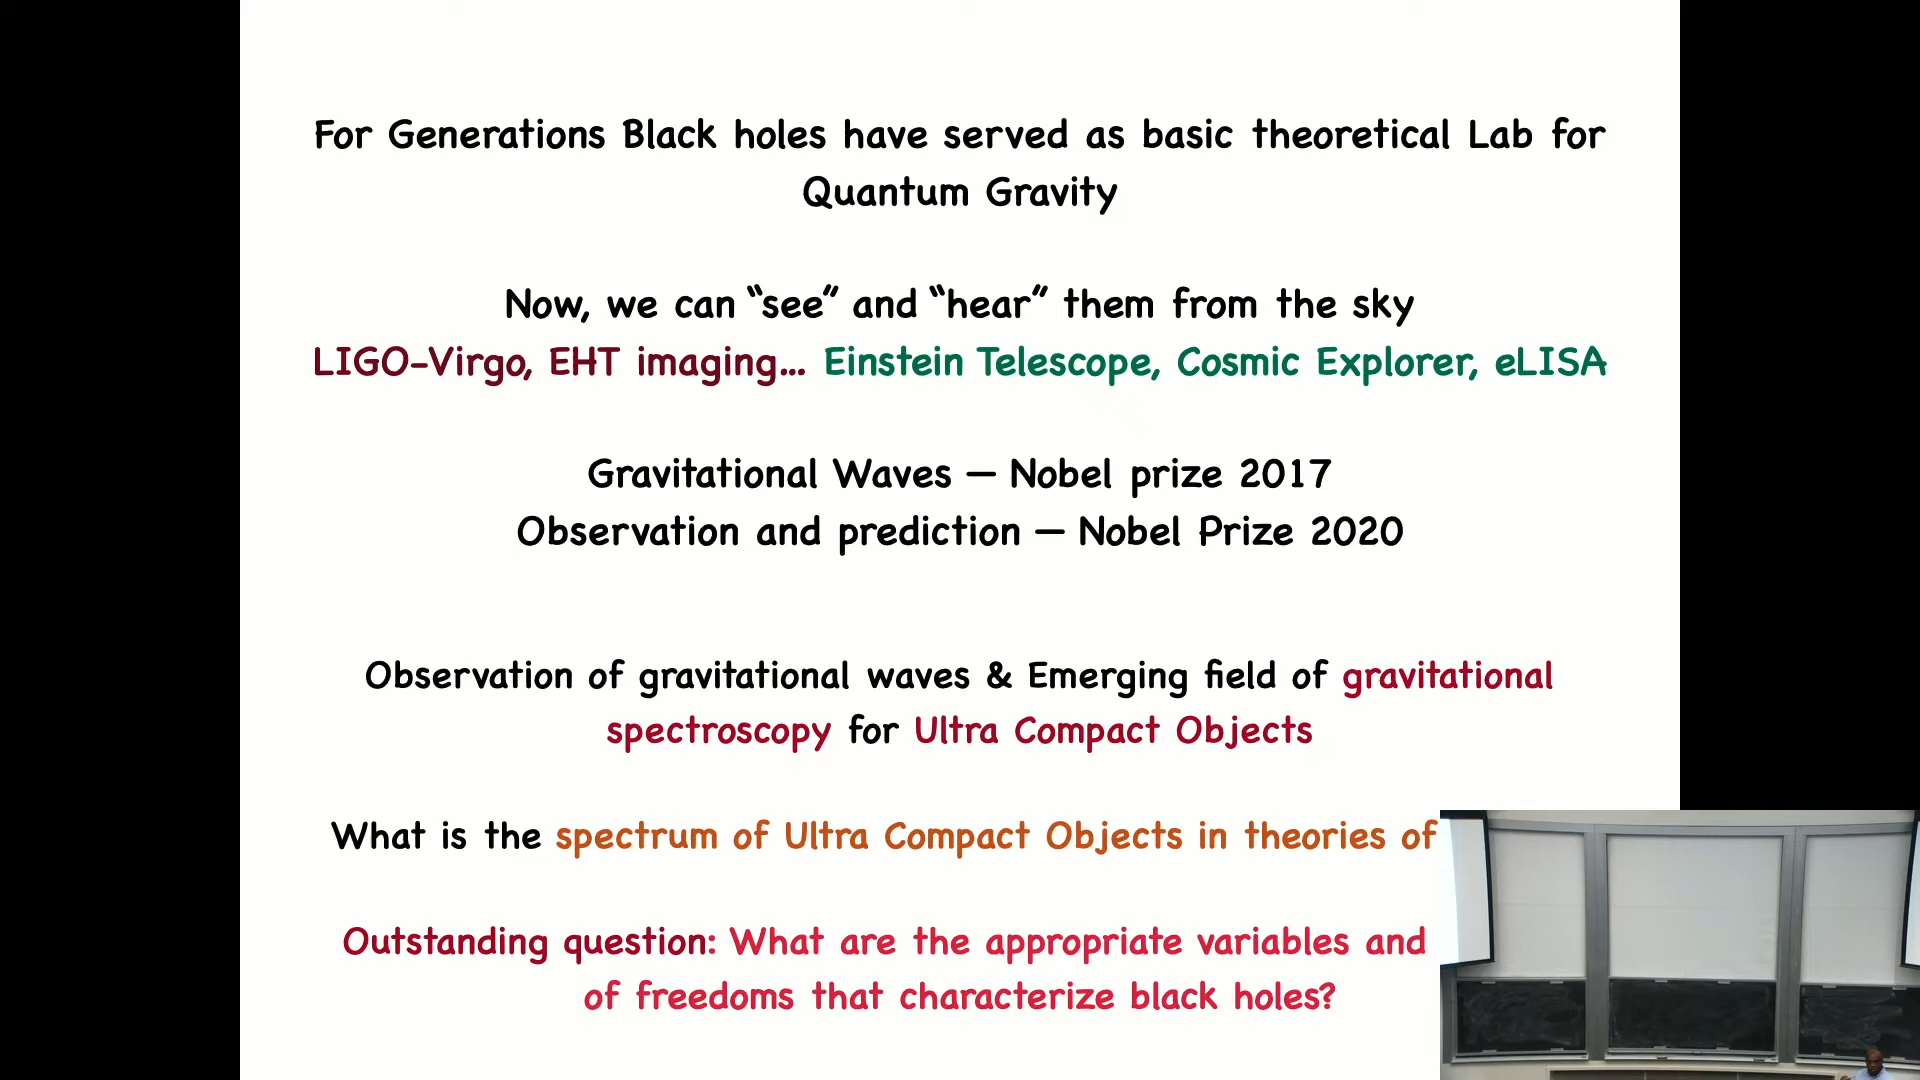 For Generations Black holes have served as basic theoretical Lab for
Quantum Gravity
Now, we can “see” and “hear” them from the sky
LIGO-Virgo, EHT imaging... Einstein Telescope, Cosmic Explorer, eLISA
Gravitational Waves — Nobel prize 2017
Observation and prediction — Nobel Prize 2020
Observation of gravitational waves & Emerging field of gravitational
spectroscopy for Ultra Compact Objects
What is the spectrum of Ultra Compact Objects in theories of
Outstanding question: What are the appropriate variables and
of freedoms that characterize black holes?